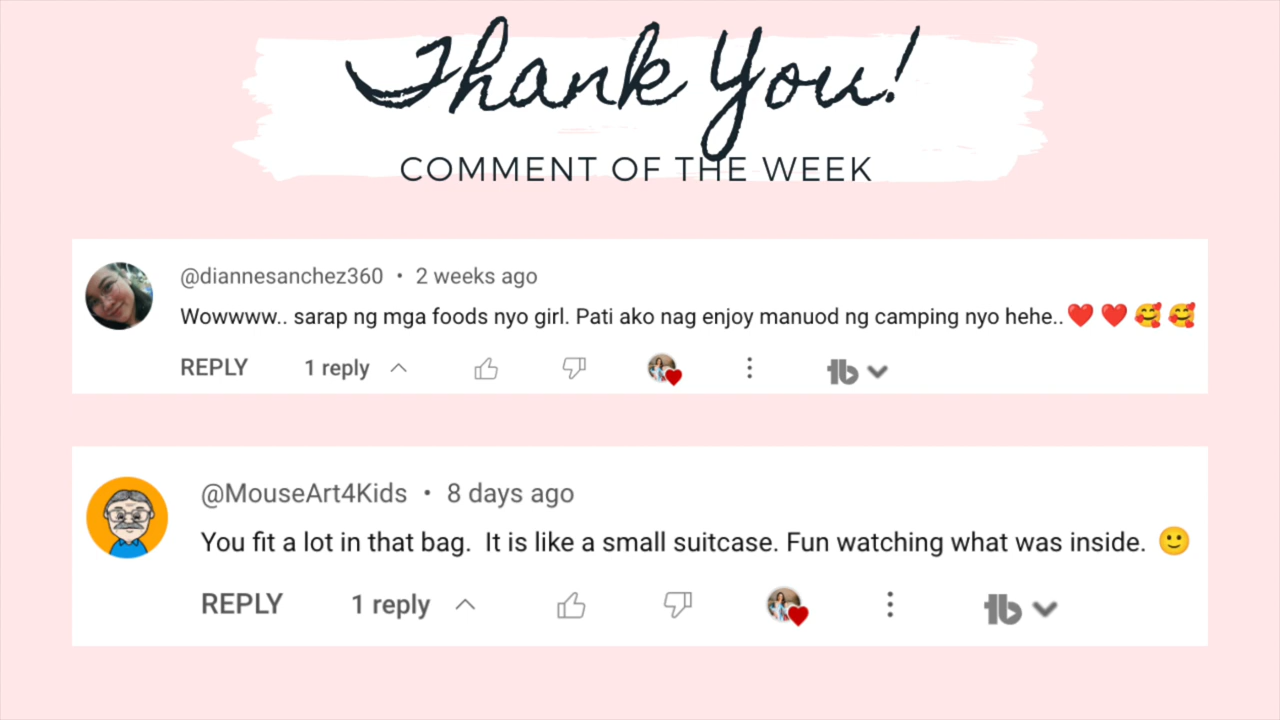 Thank You!
COMMENT OF THE WEEK
@diannesanchez360 • 2 weeks ago
Wowwww.. sarap ng mga foods nyo girl. Pati ako nag enjoy manuod ng camping nyo hehe..❤️ ❤️ 🥰 🥰
REPLY 1 reply
tb
@MouseArt4Kids • 8 days ago
You fit a lot in that bag. It is like a small suitcase. Fun watching what was inside. 🙂
REPLY 1 reply
tb